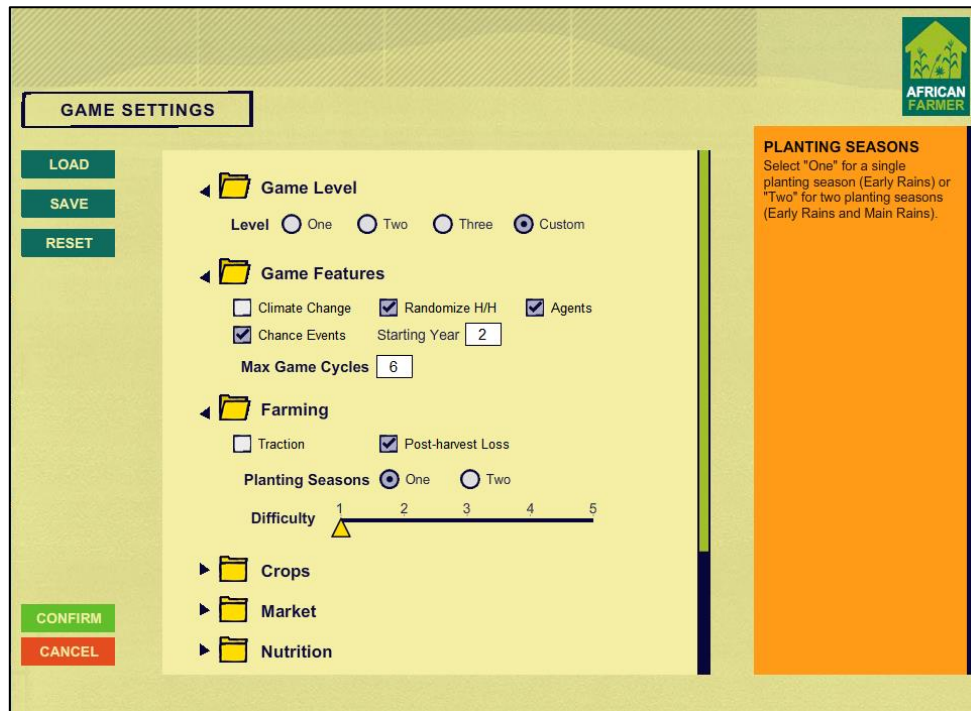 AFRICAN
FARMER
GAME SETTINGS
LOAD
SAVE
RESET
Game Level
Level One Two Three Custom
Game Features
Climate Change Randomize H/H Agents
Chance Events Starting Year 2
Max Game Cycles 6
Farming
Traction Post-harvest Loss
Planting Seasons One Two
1 2 3 4 5
Difficulty
Crops
Market
Nutrition
CONFIRM
CANCEL
PLANTING SEASONS
Select "One" for a single
planting season (Early Rains) or
"Two" for two planting seasons
(Early Rains and Main Rains).